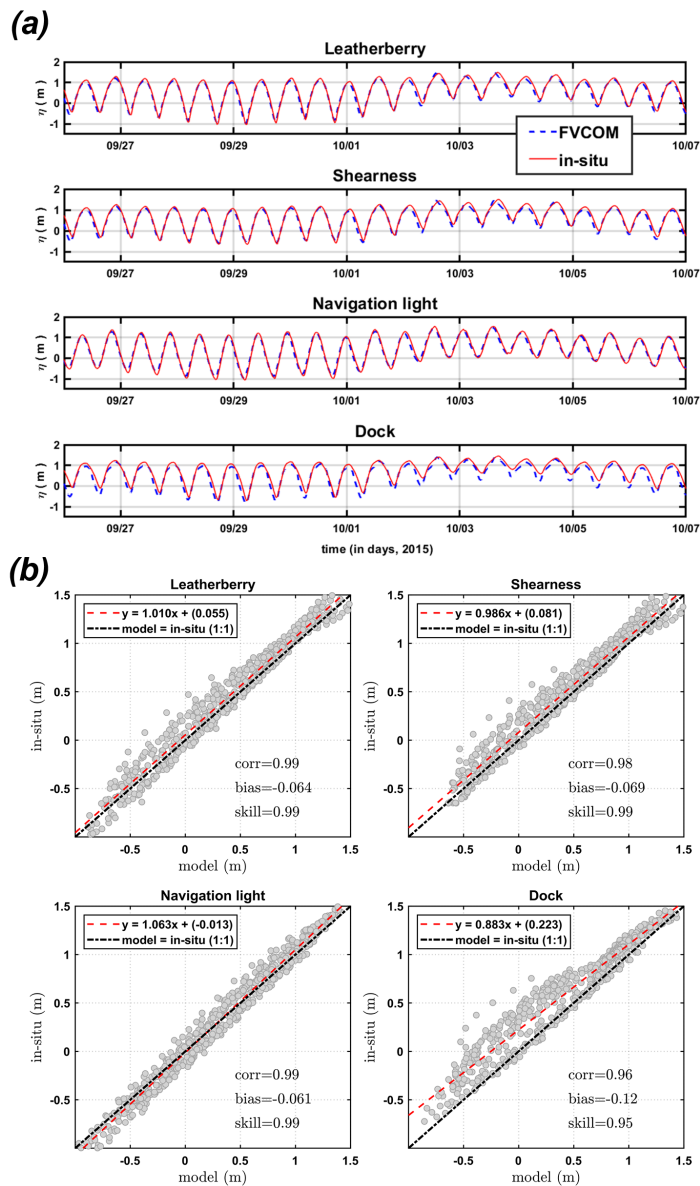 (a)
Leatherberry
η ( m )
2
1
0
-1
09/27
09/29
10/01
10/03
10/05
10/07
FVCOM
in-situ
Shearness
η ( m )
2
1
0
-1
09/27
09/29
10/01
10/03
10/05
10/07
Navigation light
η ( m )
2
1
0
-1
09/27
09/29
10/01
10/03
10/05
10/07
Dock
η ( m )
2
1
0
-1
09/27
09/29
10/01
10/03
10/05
10/07
time (in days, 2015)
(b)
Leatherberry
y = 1.010x + (0.055)
model = in-situ (1:1)
in-situ (m)
1.5
1
0.5
0
-0.5
corr=0.99
bias=-0.064
skill=0.99
-0.5
0
0.5
1
1.5
model (m)
Shearness
y = 0.986x + (0.081)
model = in-situ (1:1)
in-situ (m)
1.5
1
0.5
0
-0.5
corr=0.98
bias=-0.069
skill=0.99
-0.5
0
0.5
1
1.5
model (m)
Navigation light
y = 1.063x + (-0.013)
model = in-situ (1:1)
in-situ (m)
1.5
1
0.5
0
-0.5
corr=0.99
bias=-0.061
skill=0.99
-0.5
0
0.5
1
1.5
model (m)
Dock
y = 0.883x + (0.223)
model = in-situ (1:1)
in-situ (m)
1.5
1
0.5
0
-0.5
corr=0.96
bias=-0.12
skill=0.95
-0.5
0
0.5
1
1.5
model (m)